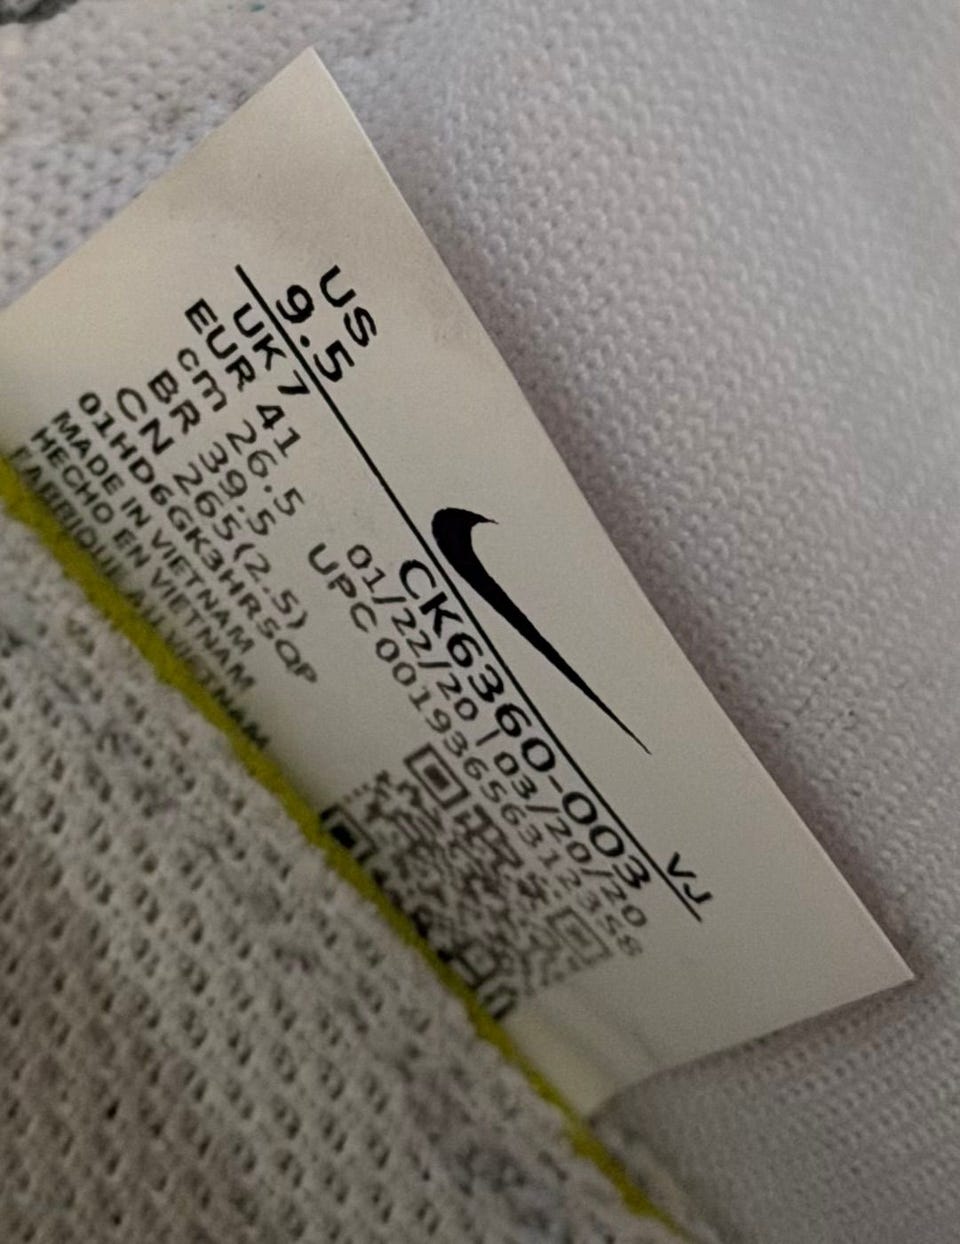 US
9.5
UK 7
EUR 41
cm 26.5
BR 39.5
CN 265(2.5)
01HD6GK3HRSQP
MADE IN VIETNAM
HECHO EN VIETNAM
VIETNAM
VJ
CK6360-003
01/22/20 | 03/20/20
UPC